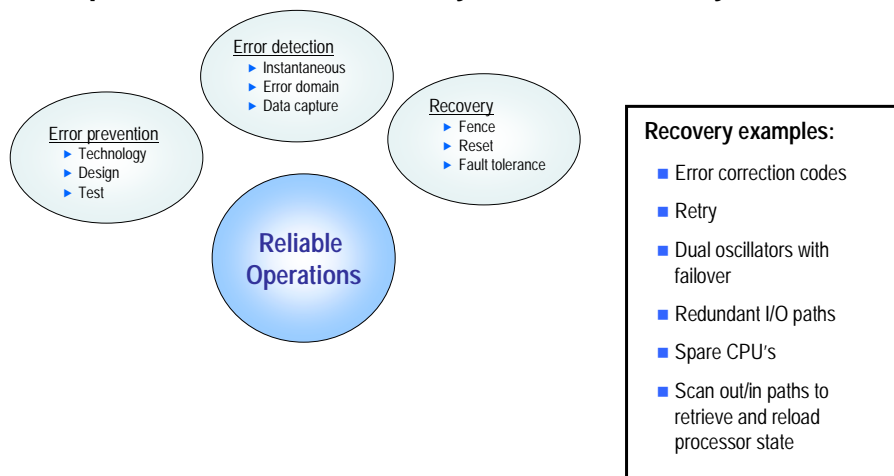 Error detection
Instantaneous
Error domain
Data capture
Error prevention
Technology
Design
Test
Recovery
Fence
Reset
Fault tolerance
Reliable
Operations
Recovery examples:
Error correction codes
Retry
Dual oscillators with
failover
Redundant I/O paths
Spare CPU's
Scan out/in paths to
retrieve and reload
processor state